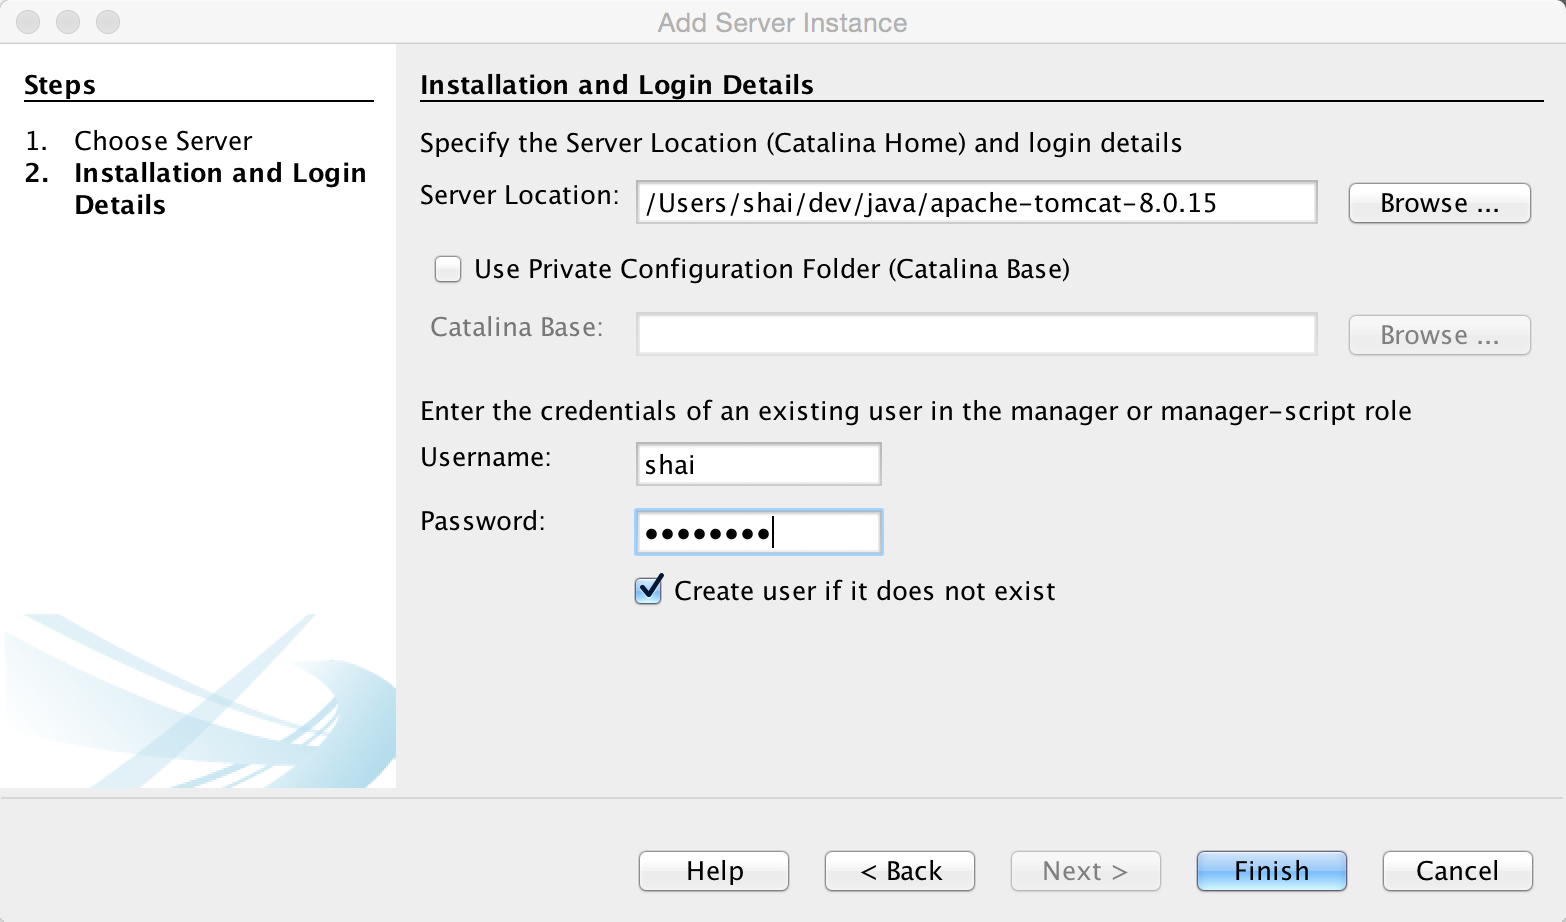 Add Server Instance
Steps
1. Choose Server
2. Installation and Login
Details
Installation and Login Details
Specify the Server Location (Catalina Home) and login details
Server Location: /Users/shai/dev/java/apache-tomcat-8.0.15 Browse ...
Use Private Configuration Folder (Catalina Base)
Catalina Base: Browse ...
Enter the credentials of an existing user in the manager or manager-script role
Username: shai
Password: ••••••••
Create user if it does not exist
Help < Back Next > Finish Cancel